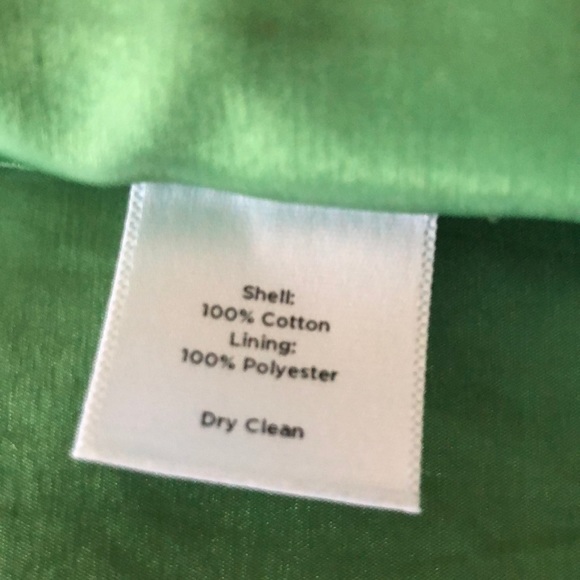 Shell:
100% Cotton
Lining:
100% Polyester
Dry Clean